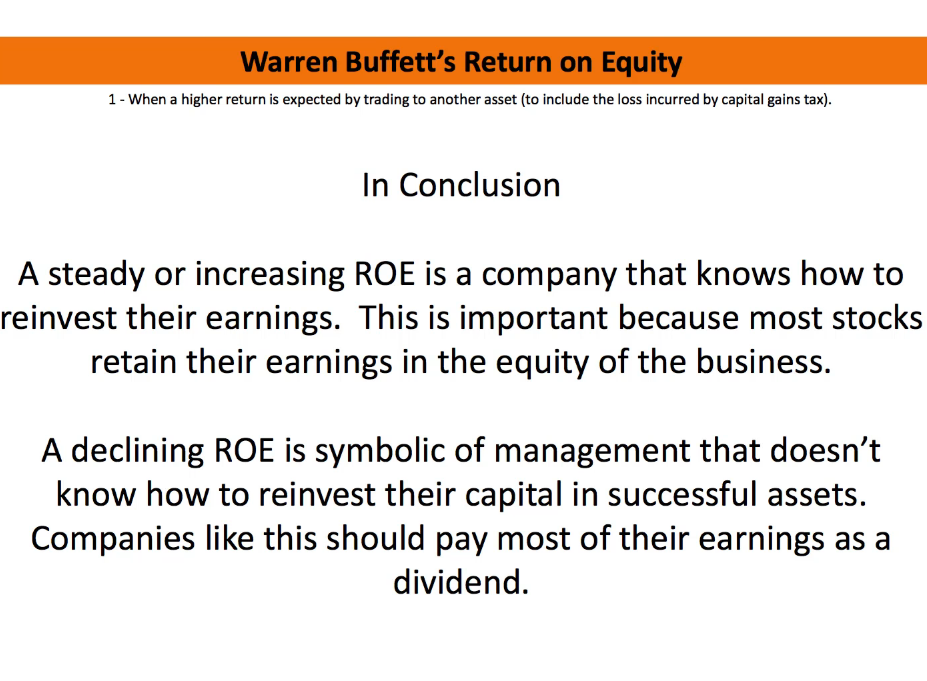 Warren Buffett’s Return on Equity
1 - When a higher return is expected by trading to another asset (to include the loss incurred by capital gains tax).
In Conclusion
A steady or increasing ROE is a company that knows how to
reinvest their earnings.  This is important because most stocks
retain their earnings in the equity of the business.
A declining ROE is symbolic of management that doesn’t
know how to reinvest their capital in successful assets.
Companies like this should pay most of their earnings as a
dividend.